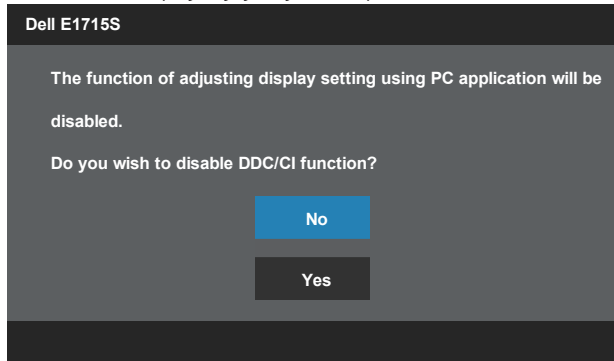 Dell E1715S
The function of adjusting display setting using PC application will be
disabled.
Do you wish to disable DDC/CI function?
No
Yes